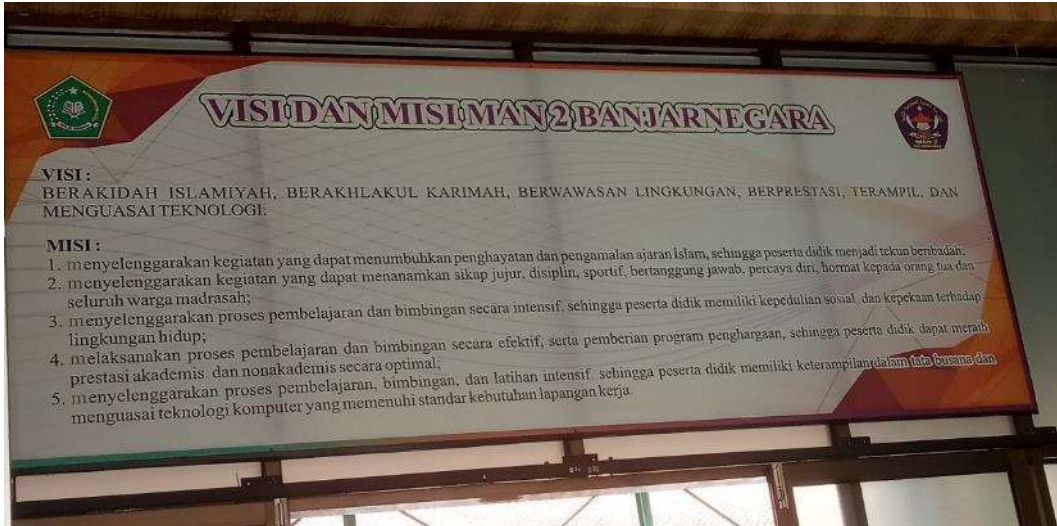 VISI DAN MISI MAN 2 BANJARNEGARA
VISI :
BERAKIDAH ISLAMIYAH, BERAKHLAKUL KARIMAH, BERWAWASAN LINGKUNGAN, BERPRESTASI, TERAMPIL, DAN
MENGUASAI TEKNOLOGI.
MISI :
1. menyelenggarakan kegiatan yang dapat menumbuhkan penghayatan dan pengamalan ajaran Islam, sehingga peserta didik menjadi tekun beribadah;
2. menyelenggarakan kegiatan yang dapat menanamkan sikap jujur, disiplin, sportif, bertanggung jawab, percaya diri, hormat kepada orang tua dan
seluruh warga madrasah;
3. menyelenggarakan proses pembelajaran dan bimbingan secara intensif, sehingga peserta didik memiliki kepedulian sosial, dan kepekaan terhadap
lingkungan hidup;
4. melaksanakan proses pembelajaran dan bimbingan secara efektif, serta pemberian program penghargaan, sehingga peserta didik dapat meraih
prestasi akademis dan nonakademis secara optimal;
5. menyelenggarakan proses pembelajaran, bimbingan, dan latihan intensif, sehingga peserta didik memiliki keterampilan dalam tata busana dan
menguasai teknologi komputer yang memenuhi standar kebutuhan lapangan kerja.